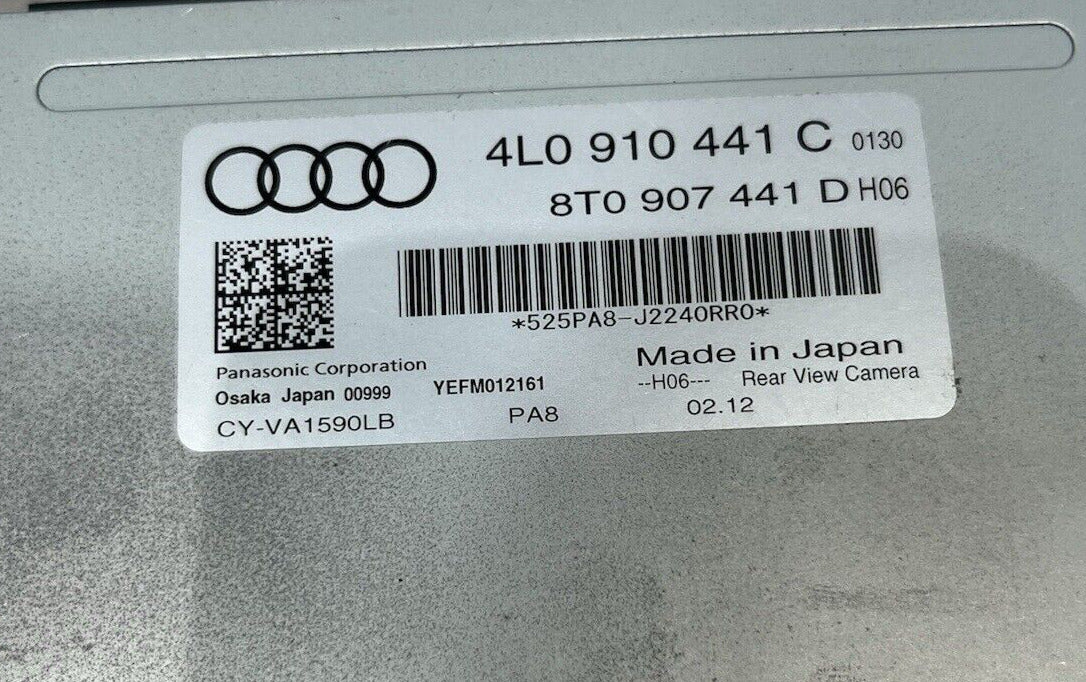 4L0 910 441 C 0130
8T0 907 441 D H06
*525PA8-J2240RR0*
Panasonic Corporation
Made in Japan
Osaka Japan 00999 YEFM012161 --H06--- Rear View Camera
CY-VA1590LB PA8 02.12